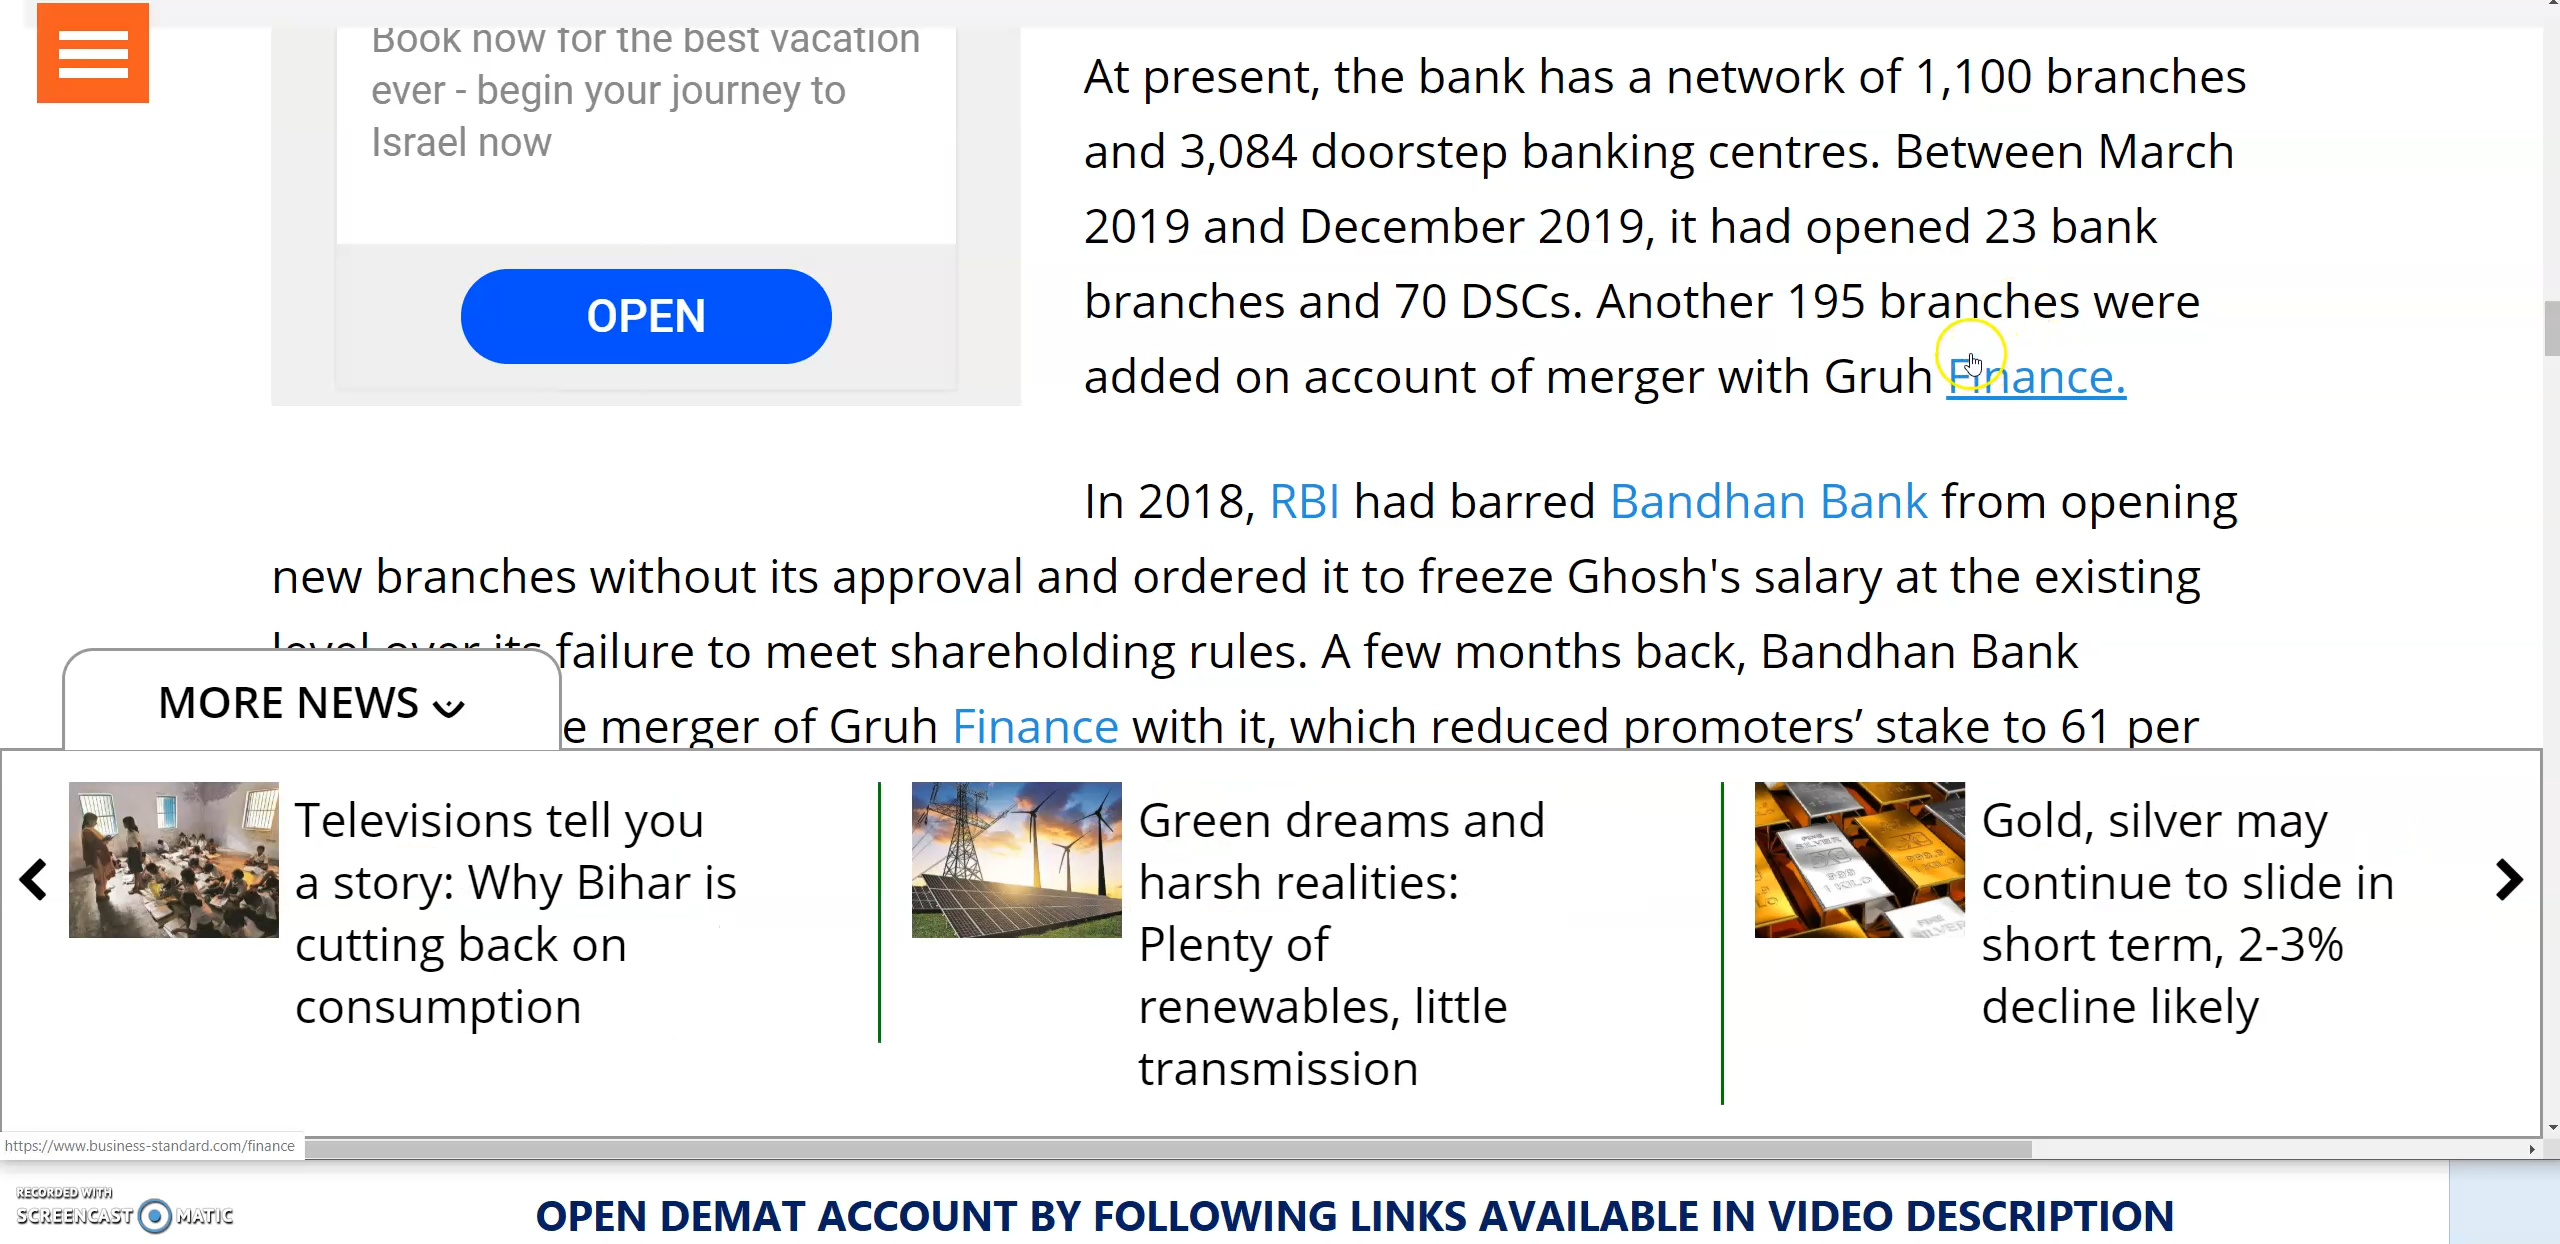 Book now for the best vacation
ever - begin your journey to
Israel now
OPEN
At present, the bank has a network of 1,100 branches
and 3,084 doorstep banking centres. Between March
2019 and December 2019, it had opened 23 bank
branches and 70 DSCs. Another 195 branches were
added on account of merger with Gruh Finance.
In 2018, RBI had barred Bandhan Bank from opening
new branches without its approval and ordered it to freeze Ghosh's salary at the existing
level over its failure to meet shareholding rules. A few months back, Bandhan Bank
merger of Gruh Finance with it, which reduced promoters’ stake to 61 per
MORE NEWS
Televisions tell you
a story: Why Bihar is
cutting back on
consumption
Green dreams and
harsh realities:
Plenty of
renewables, little
transmission
Gold, silver may
continue to slide in
short term, 2-3%
decline likely
https://www.business-standard.com/finance
RECORDED WITH
SCREENCAST MATIC
OPEN DEMAT ACCOUNT BY FOLLOWING LINKS AVAILABLE IN VIDEO DESCRIPTION